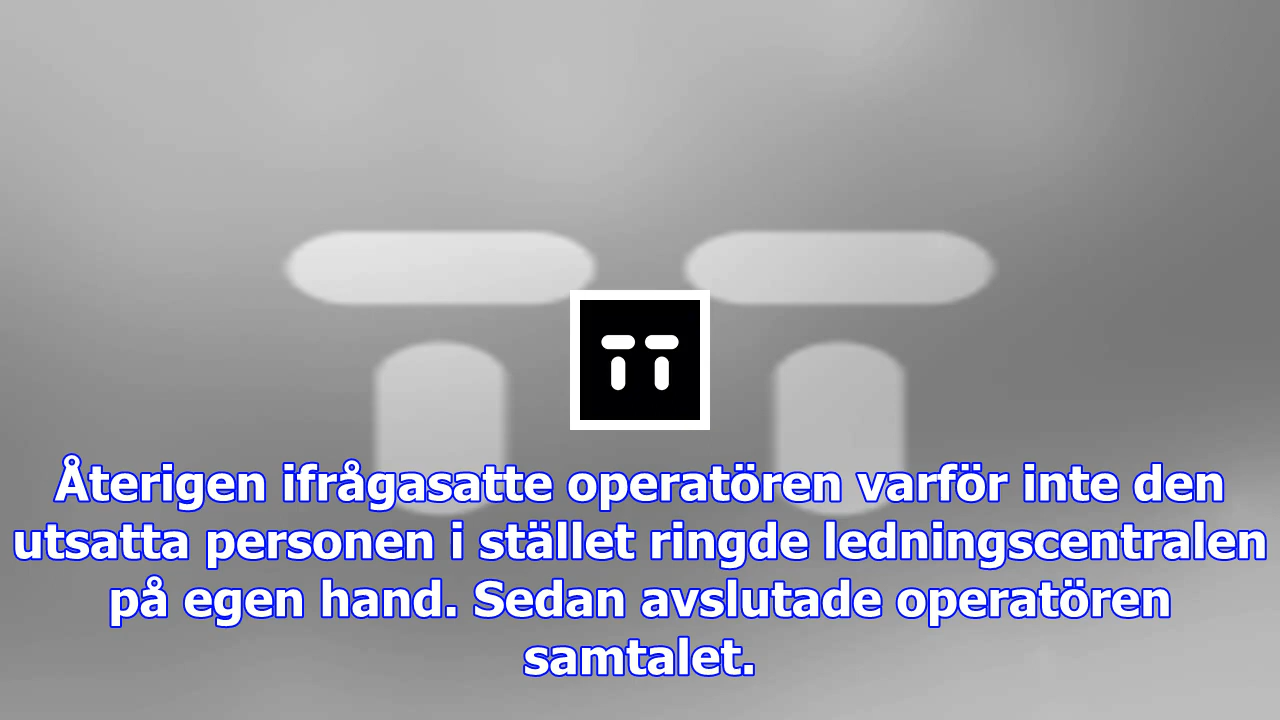 Återigen ifrågasatte operatören varför inte den
utsatta personen i stället ringde ledningscentralen
på egen hand. Sedan avslutade operatören
samtalet.